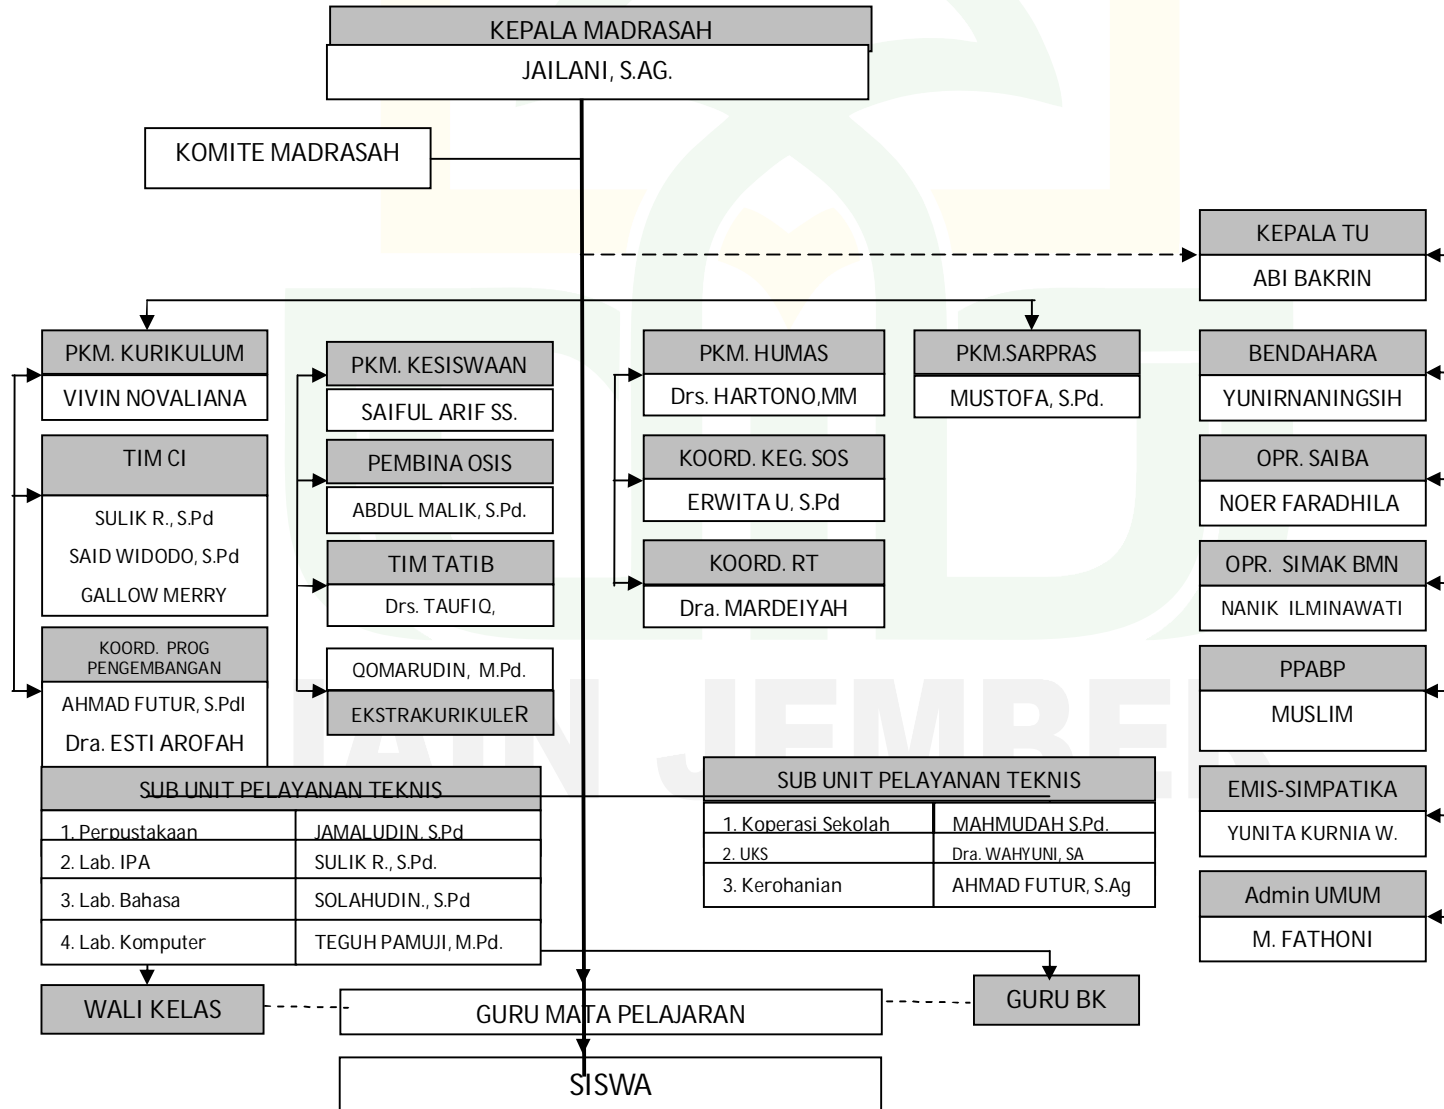 KEPALA MADRASAH
JAILANI, S.AG.
KOMITE MADRASAH
KEPALA TU
ABI BAKRIN
PKM. KURIKULUM
VIVIN NOVALIANA
TIM CI
SULIK R., S.Pd
SAID WIDODO, S.Pd
GALLOW MERRY
KOORD. PROG
PENGEMBANGAN
AHMAD FUTUR, S.PdI
Dra. ESTI AROFAH
PKM. KESISWAAN
SAIFUL ARIF SS.
PEMBINA OSIS
ABDUL MALIK, S.Pd.
TIM TATIB
Drs. TAUFIQ,
QOMARUDIN, M.Pd.
EKSTRAKURIKULER
PKM. HUMAS
Drs. HARTONO,MM
KOORD. KEG. SOS
ERWITA U, S.Pd
KOORD. RT
Dra. MARDEIYAH
PKM.SARPRAS
MUSTOFA, S.Pd.
BENDAHARA
YUNIRNANINGSIH
OPR. SAIBA
NOER FARADHILA
OPR. SIMAK BMN
NANIK ILMINAWATI
PPABP
MUSLIM
EMIS-SIMPATIKA
YUNITA KURNIA W.
Admin UMUM
M. FATHONI
SUB UNIT PELAYANAN TEKNIS
1. Perpustakaan JAMALUDIN, S.Pd
2. Lab. IPA SULIK R., S.Pd.
3. Lab. Bahasa SOLAHUDIN., S.Pd
4. Lab. Komputer TEGUH PAMUJI, M.Pd.
SUB UNIT PELAYANAN TEKNIS
1. Koperasi Sekolah MAHMUDAH S.Pd.
2. UKS Dra. WAHYUNI, SA
3. Kerohanian AHMAD FUTUR, S.Ag
WALI KELAS
GURU MATA PELAJARAN
GURU BK
SISWA
IAIN JEMBER